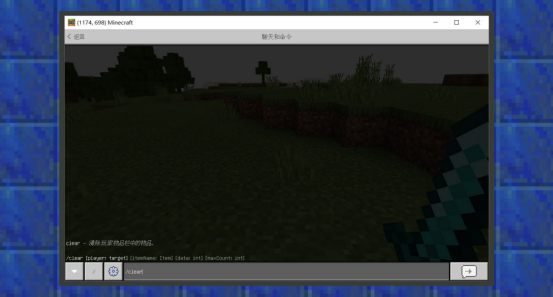 (1174, 698) Minecraft
< 返回
聊天和命令
clear – 清除玩家物品栏中的物品。
/clear [player: target] [itemName: Item] [data: int] [maxCount: int]
/clear